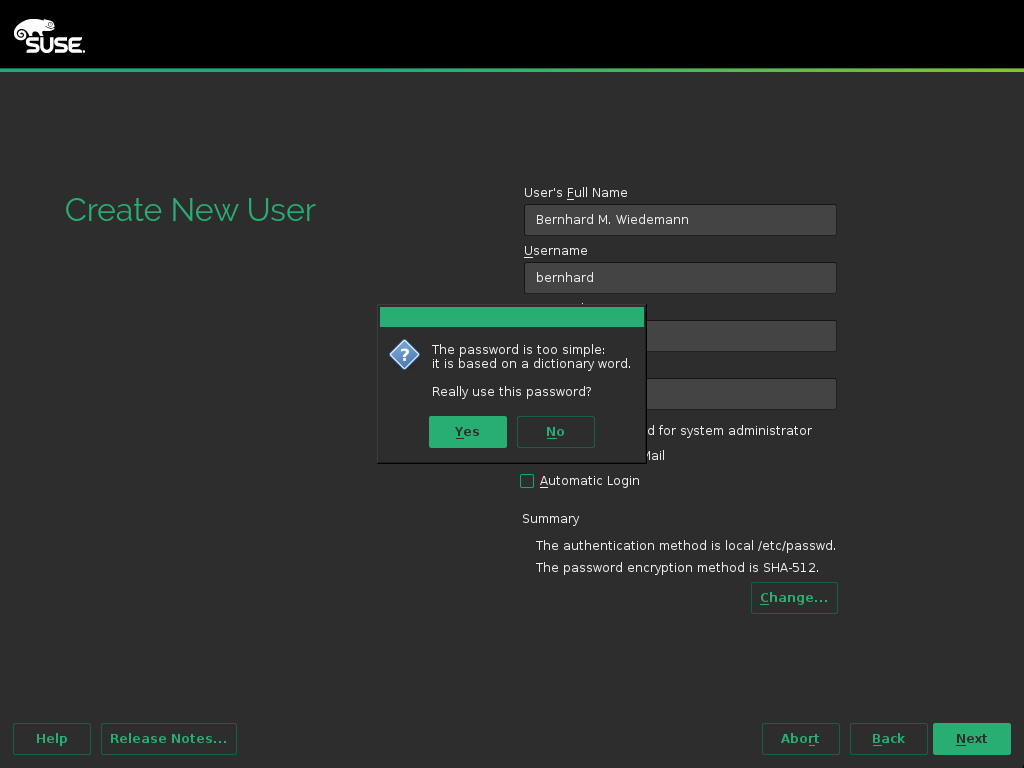 SUSE.
Create New User
User's Full Name
Bernhard M. Wiedemann
Username
bernhard
The password is too simple:
it is based on a dictionary word.
Really use this password?
Yes
No
for system administrator
Mail
Automatic Login
Summary
The authentication method is local /etc/passwd.
The password encryption method is SHA-512.
Change...
Help
Release Notes...
Abort
Back
Next